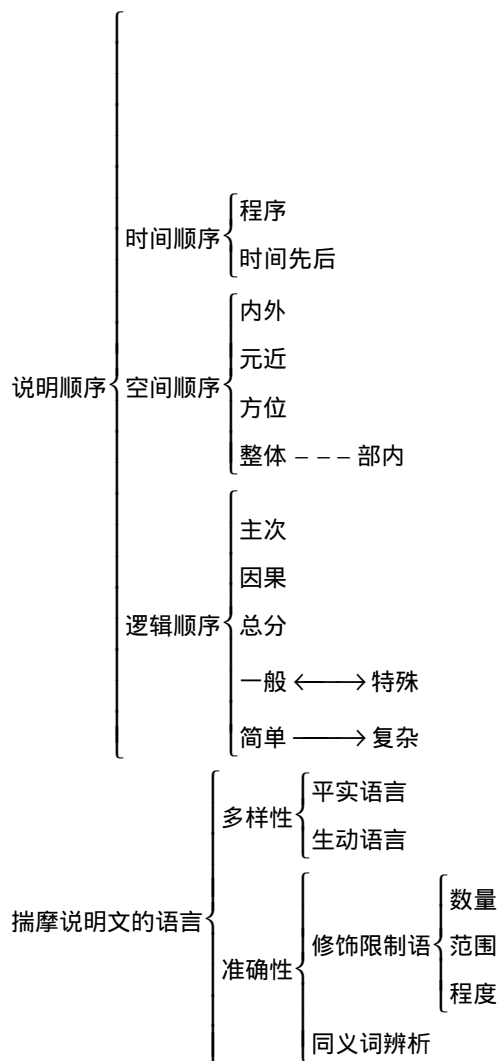 程序
时间顺序
时间先后
内外
元近
说明顺序
空间顺序
方位
整体 – – – 部内
主次
因果
逻辑顺序
总分
一般 ⟷ 特殊
简单 ⟶ 复杂
平实语言
多样性
生动语言
数量
揣摩说明文的语言
修饰限制语
范围
准确性
程度
同义词辨析